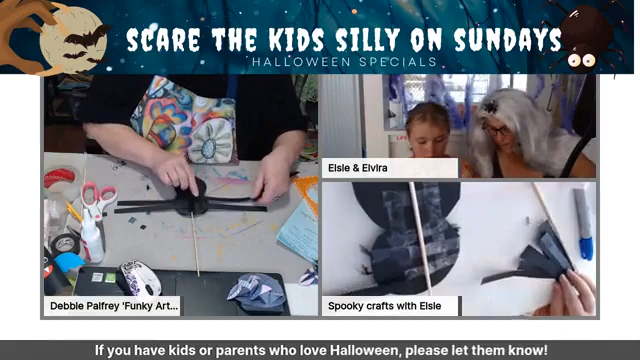 SCARE THE KIDS SILLY ON SUNDAYS
HALLOWEEN SPECIALS
Elsie & Elvira
Debbie Palfrey 'Funky Art...
Spooky crafts with Elsie
If you have kids or parents who love Halloween, please let them know!